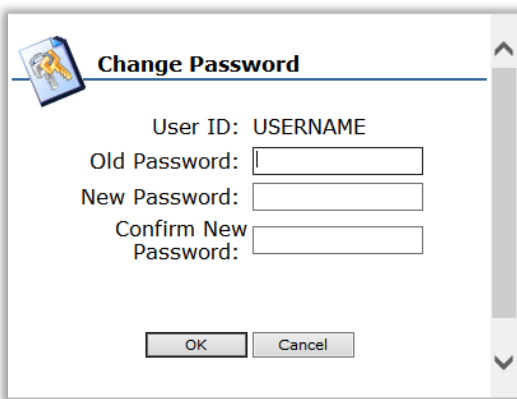 Change Password
User ID: USERNAME
Old Password:
New Password:
Confirm New
Password:
OK Cancel